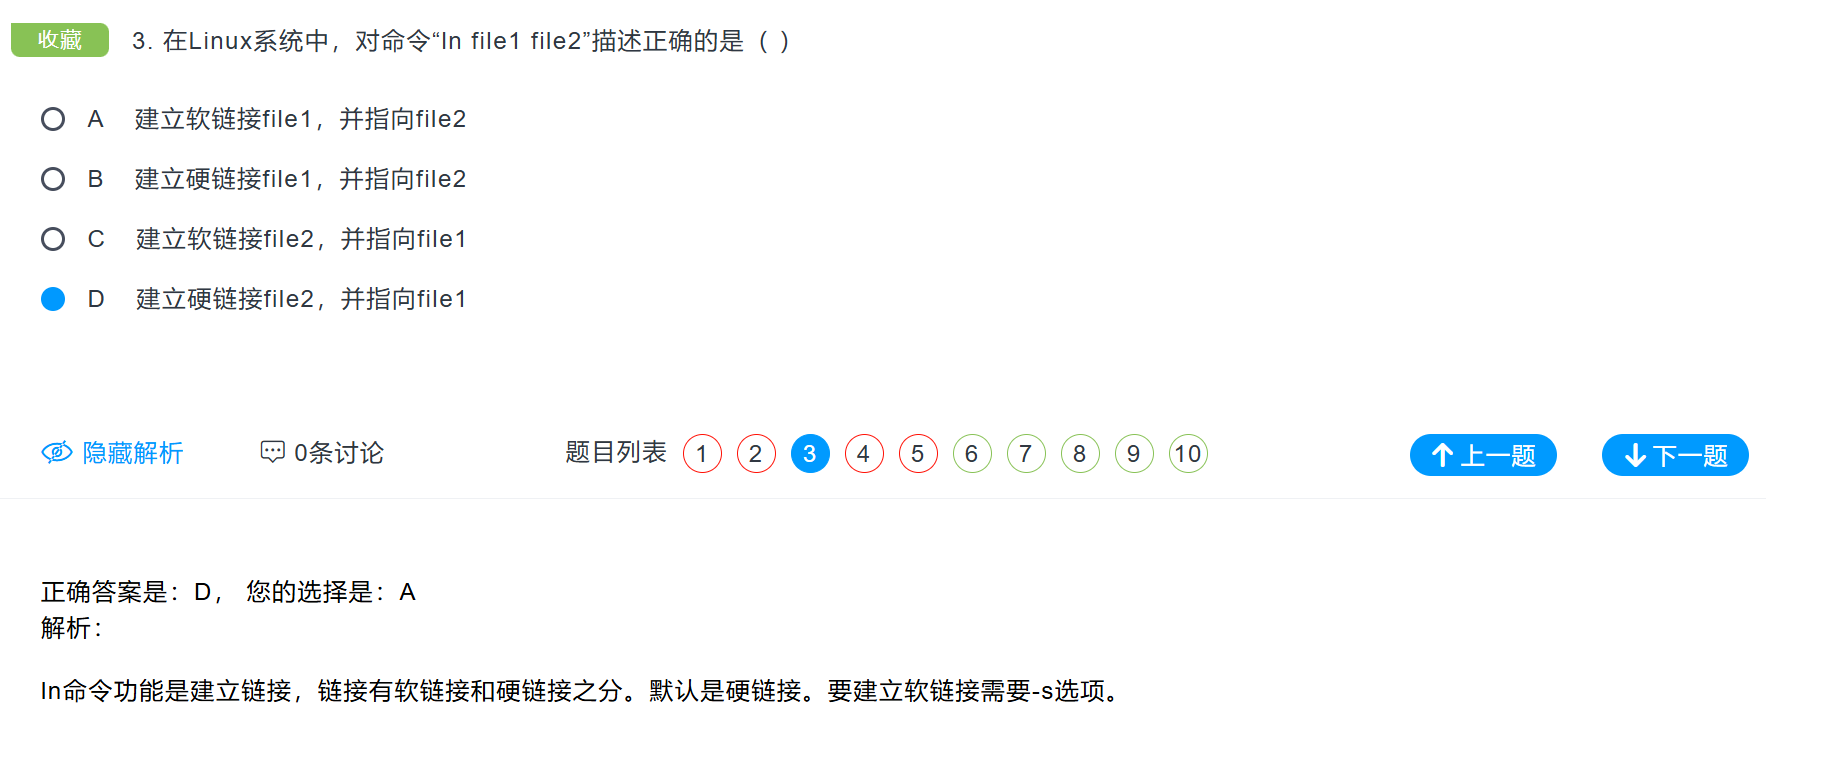 收藏 3. 在Linux系统中，对命令“ln file1 file2”描述正确的是（ ）
A 建立软链接file1，并指向file2
B 建立硬链接file1，并指向file2
C 建立软链接file2，并指向file1
D 建立硬链接file2，并指向file1
隐藏解析 0条讨论 题目列表 1 2 3 4 5 6 7 8 9 10 上一题 下一题
正确答案是：D， 您的选择是：A
解析：
ln命令功能是建立链接，链接有软链接和硬链接之分。默认是硬链接。要建立软链接需要-s选项。